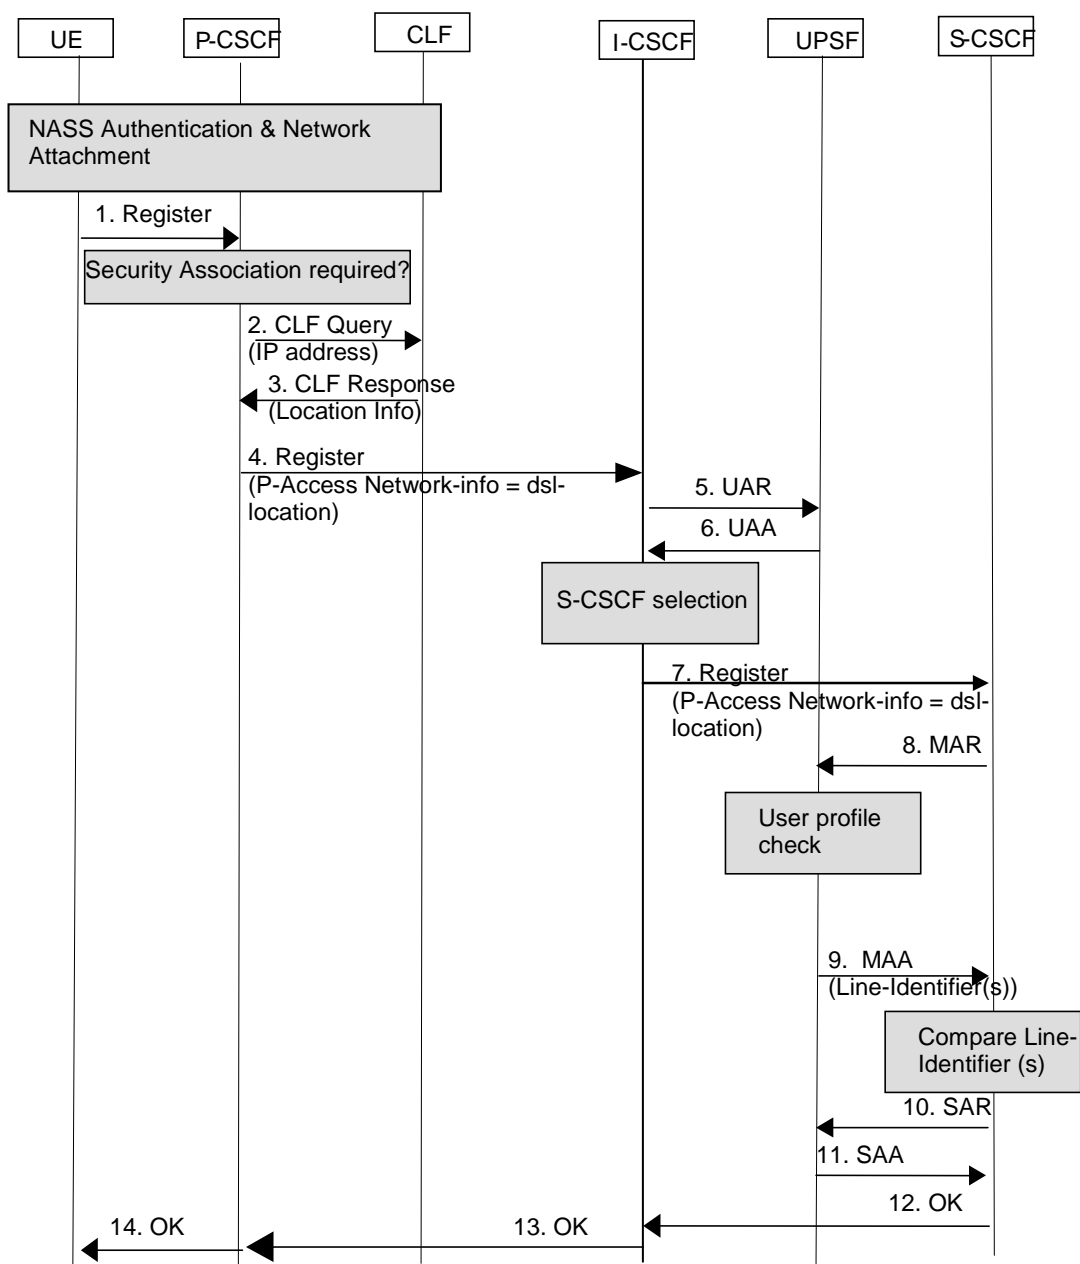 UE
P-CSCF
CLF
I-CSCF
UPSF
S-CSCF
NASS Authentication & Network
Attachment
1. Register
Security Association required?
2. CLF Query
(IP address)
3. CLF Response
(Location Info)
4. Register
(P-Access Network-info = dsl-
location)
5. UAR
6. UAA
S-CSCF selection
7. Register
(P-Access Network-info = dsl-
location)
8. MAR
User profile
check
9. MAA
(Line-Identifier(s))
Compare Line-
Identifier (s)
10. SAR
11. SAA
12. OK
13. OK
14. OK